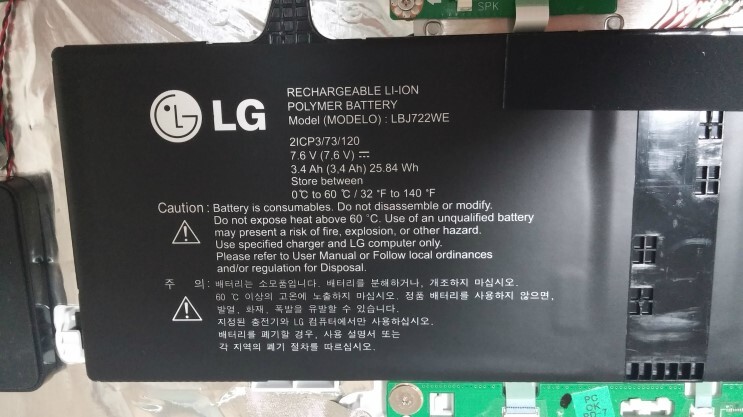 SPK
LG
RECHARGEABLE LI-ION
POLYMER BATTERY
Model (MODELO) : LBJ722WE
2ICP3/73/120
7.6 V (7,6 V) ⎓
3.4 Ah (3,4 Ah) 25.84 Wh
Store between
0℃ to 60 ℃ / 32 °F to 140 °F
Caution : Battery is consumables. Do not disassemble or modify.
Do not expose heat above 60 °C. Use of an unqualified battery
may present a risk of fire, explosion, or other hazard.
Use specified charger and LG computer only.
Please refer to User Manual or Follow local ordinances
and/or regulation for Disposal.
주 의 : 배터리는 소모품입니다. 배터리를 분해하거나, 개조하지 마십시오.
60 ℃ 이상의 고온에 노출하지 마십시오. 정품 배터리를 사용하지 않으면,
발열, 화재, 폭발을 유발할 수 있습니다.
지정된 충전기와 LG 컴퓨터에서만 사용하십시오.
배터리를 폐기할 경우, 사용 설명서 또는
각 지역의 폐기 절차를 따르십시오.